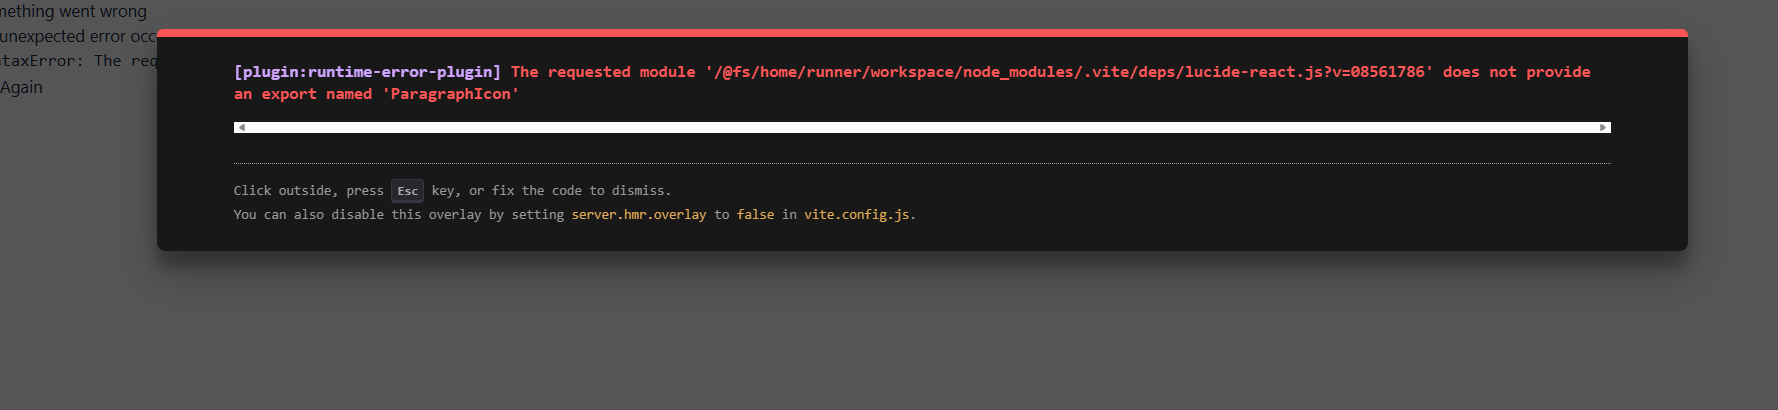 mething went wrong
unexpected error occ
taxError: The req
Again
[plugin:runtime-error-plugin] The requested module '/@fs/home/runner/workspace/node_modules/.vite/deps/lucide-react.js?v=08561786' does not provide
an export named 'ParagraphIcon'
Click outside, press Esc key, or fix the code to dismiss.
You can also disable this overlay by setting server.hmr.overlay to false in vite.config.js.